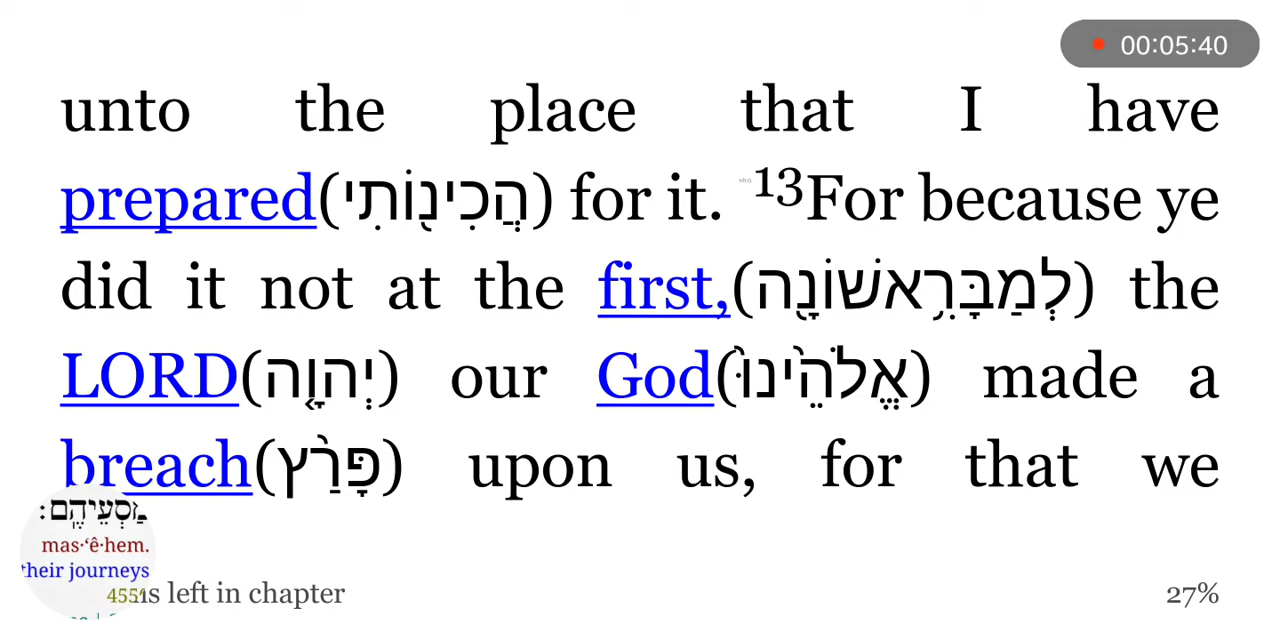 00:05:40
unto the place that I have
prepared(הֲכִינ֖וֹתִי) for it. ¹³For because ye
did it not at the first,(לְמַבָּרִ֥אשׁוֹנָ֖ה) the
LORD(יְהוָ֤ה) our God(אֱלֹהֵ֙ינוּ֙) made a
breach(פָּרַ֨ץ) upon us, for that we
מַסְעֵיהֶֽם׃
mas·‘ê·hem.
their journeys
4550
left in chapter
27%